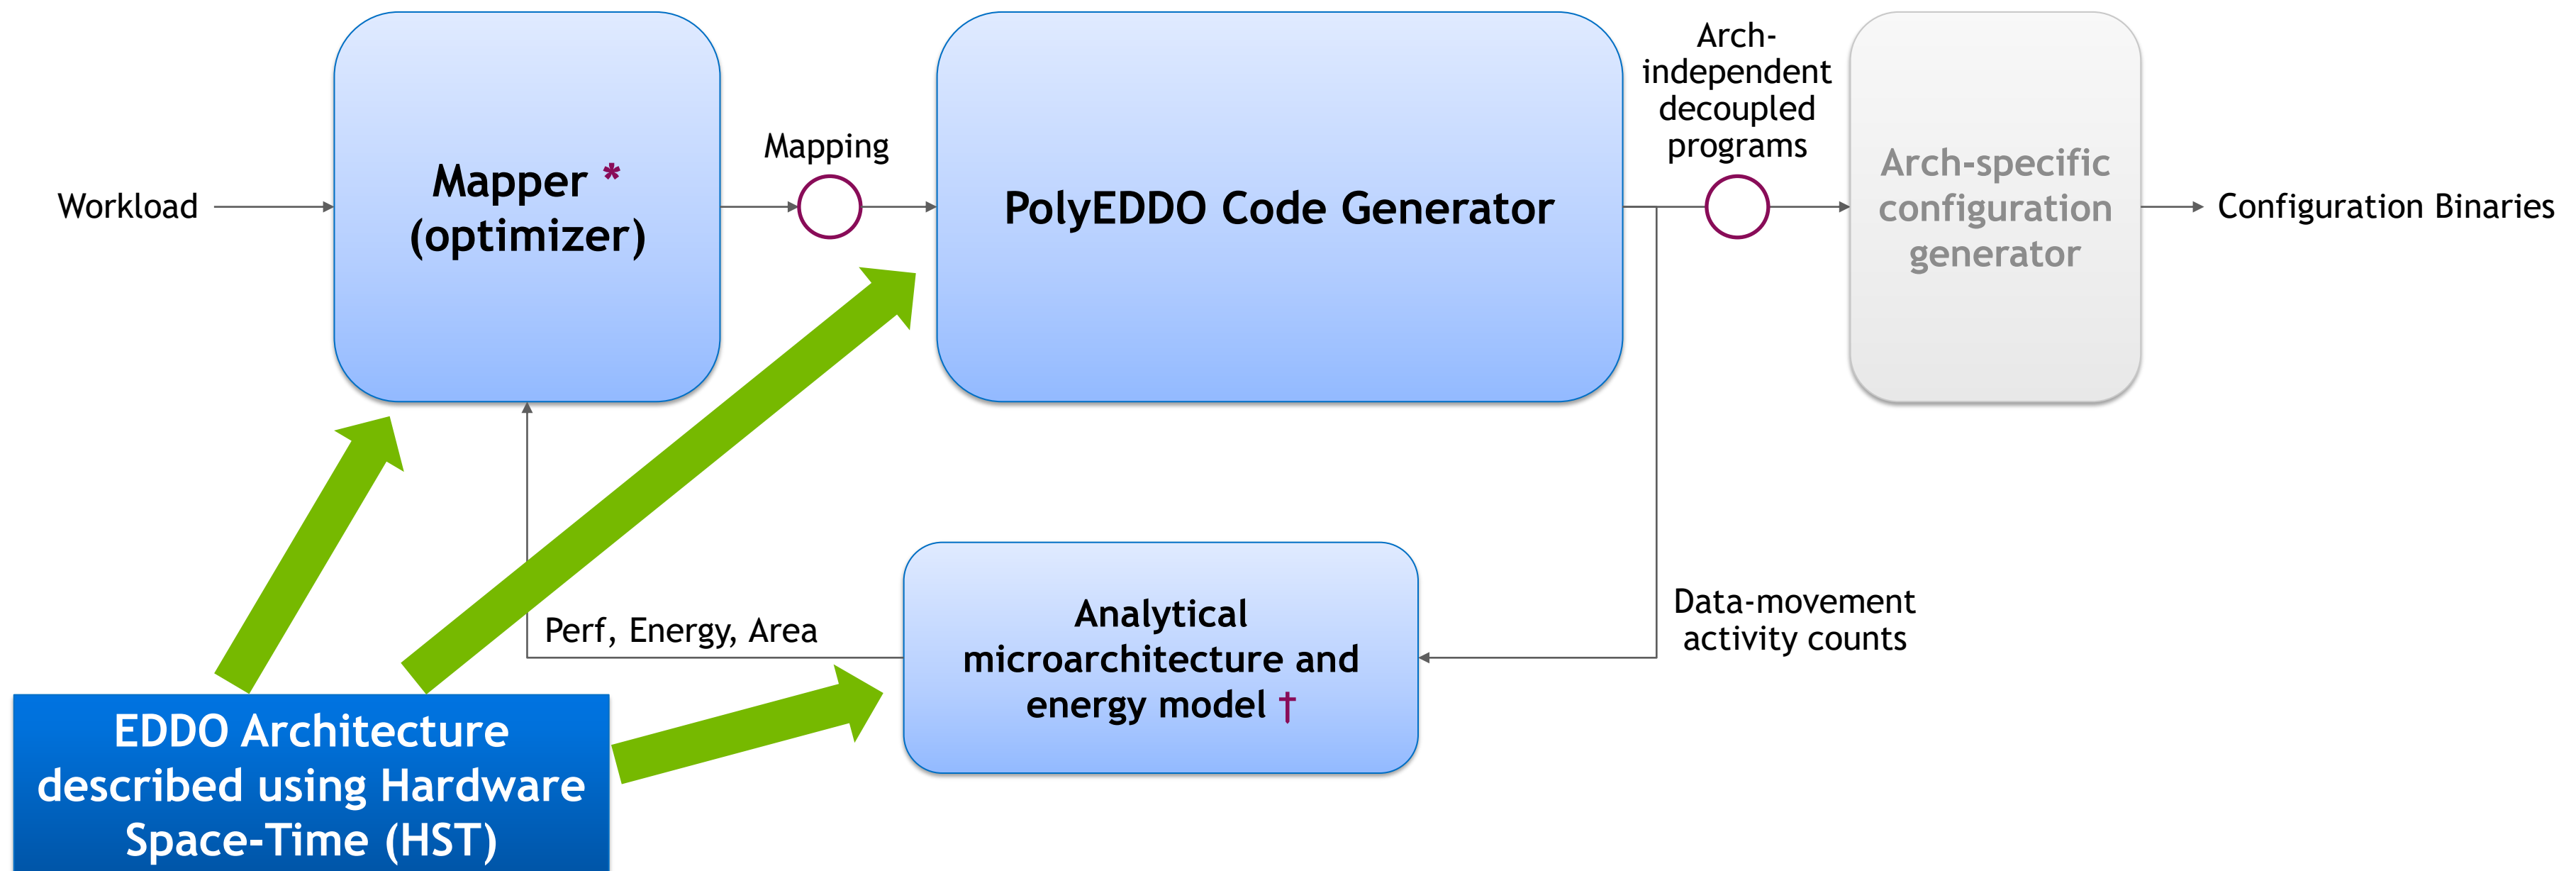 Workload
Mapper *
(optimizer)
Mapping
PolyEDDO Code Generator
Arch-
independent
decoupled
programs
Arch-specific
configuration
generator
Configuration Binaries
Perf, Energy, Area
Analytical
microarchitecture and
energy model †
Data-movement
activity counts
EDDO Architecture
described using Hardware
Space-Time (HST)